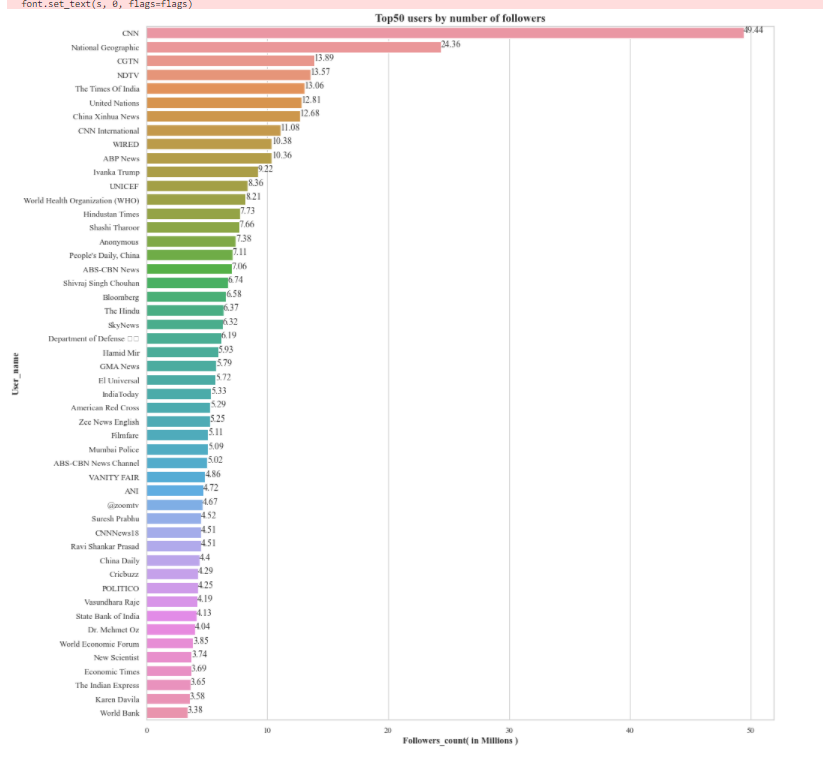 font.set_text(s, 0, flags=flags)
Top50 users by number of followers
CNN 49.44
National Geographic 24.36
CGTN 13.89
NDTV 13.57
The Times Of India 13.06
United Nations 12.81
China Xinhua News 12.68
CNN International 11.08
WIRED 10.38
ABP News 10.36
Ivanka Trump 9.22
UNICEF 8.36
World Health Organization (WHO) 8.21
Hindustan Times 7.73
Shashi Tharoor 7.66
Anonymous 7.38
People's Daily, China 7.11
ABS-CBN News 7.06
Shivraj Singh Chouhan 6.74
Bloomberg 6.58
The Hindu 6.37
SkyNews 6.32
Department of Defense □□ 6.19
Hamid Mir 5.93
GMA News 5.79
El Universal 5.72
IndiaToday 5.33
American Red Cross 5.29
Zee News English 5.25
Filmfare 5.11
Mumbai Police 5.09
ABS-CBN News Channel 5.02
VANITY FAIR 4.86
ANI 4.72
@zoomtv 4.67
Suresh Prabhu 4.52
CNNNews18 4.51
Ravi Shankar Prasad 4.51
China Daily 4.4
Cricbuzz 4.29
POLITICO 4.25
Vasundhara Raje 4.19
State Bank of India 4.13
Dr. Mehmet Oz 4.04
World Economic Forum 3.85
New Scientist 3.74
Economic Times 3.69
The Indian Express 3.65
Karen Davila 3.58
World Bank 3.38
User_name
0 10 20 30 40 50
Followers_count( in Millions )